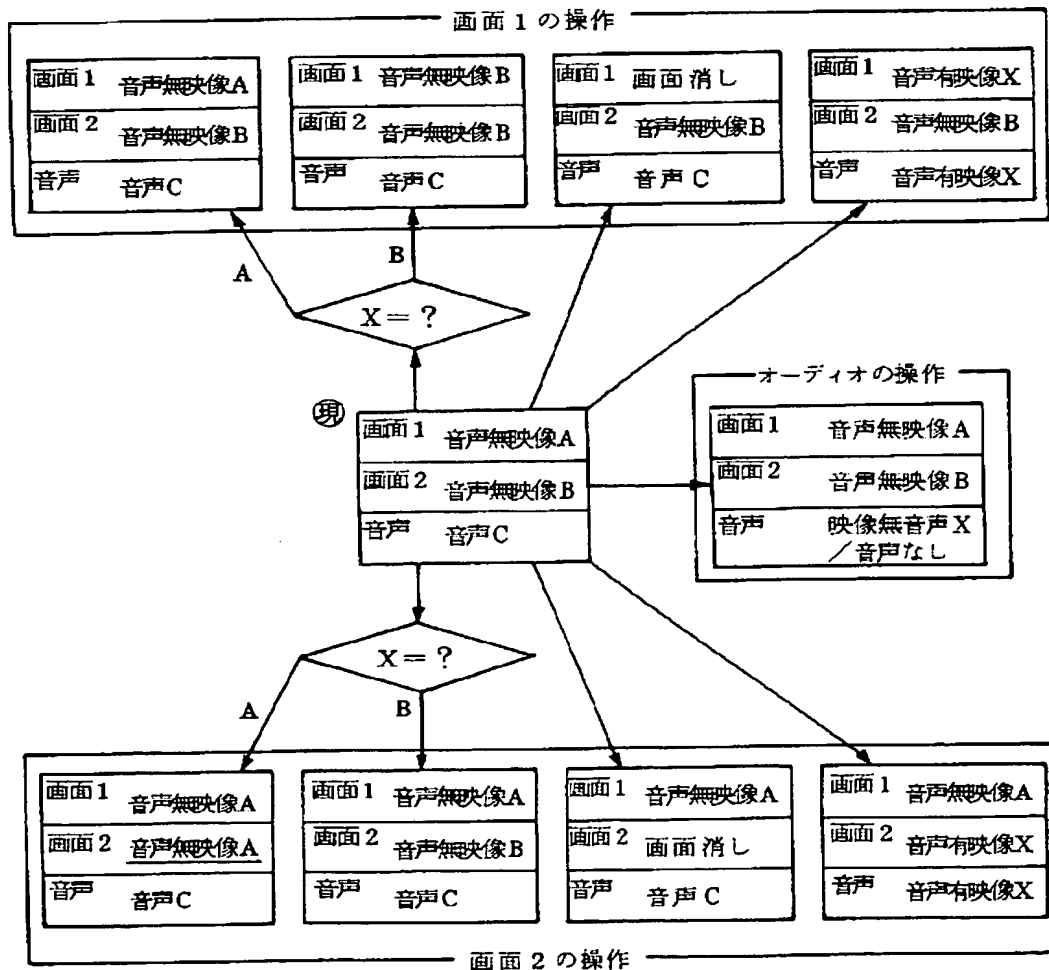 画面1の操作
画面1 音声無映像A
画面2 音声無映像B
音声 音声C
画面1 音声無映像B
画面2 音声無映像B
音声 音声C
画面1 画面消し
画面2 音声無映像B
音声 音声C
画面1 音声有映像X
画面2 音声無映像B
音声 音声有映像X
A
B
X=?
現
画面1 音声無映像A
画面2 音声無映像B
音声 音声C
オーディオの操作
画面1 音声無映像A
画面2 音声無映像B
音声 映像無音声X
/音声なし
X=?
A
B
画面1 音声無映像A
画面2 音声無映像A
音声 音声C
画面1 音声無映像A
画面2 音声無映像B
音声 音声C
画面1 音声無映像A
画面2 画面消し
音声 音声C
画面1 音声無映像A
画面2 音声有映像X
音声 音声有映像X
画面2の操作